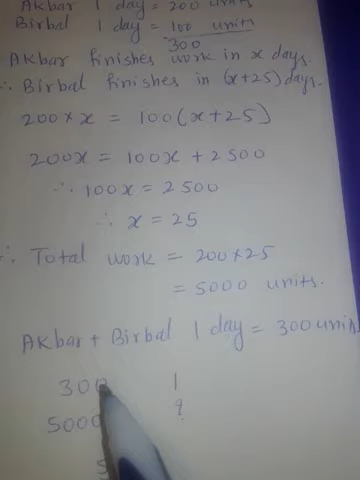 Akbar 1 day = 200 units
Birbal 1 day = 100 units
300
Akbar finishes work in x days.
∴ Birbal finishes in (x+25) days.
200 × x = 100(x+25)
200x = 100x + 2500
∴ 100x = 2500
∴ x = 25
∴ Total work = 200×25
= 5000 units.
Akbar + Birbal 1 day = 300 units
300 1
5000 ?
5